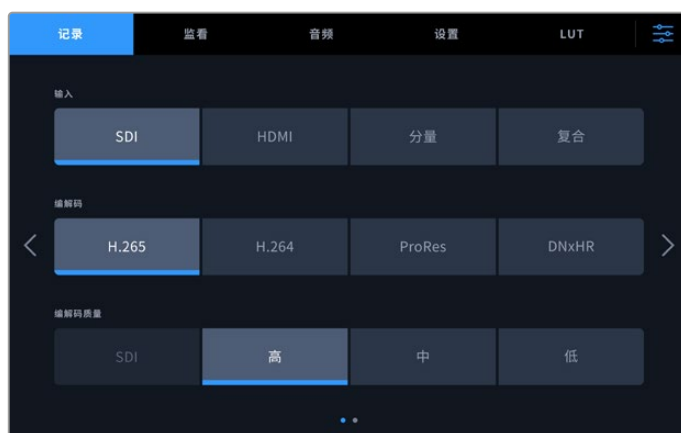 记录 监看 音频 设置 LUT
输入
SDI HDMI 分量 复合
编解码
H.265 H.264 ProRes DNxHR
编解码质量
SDI 高 中 低